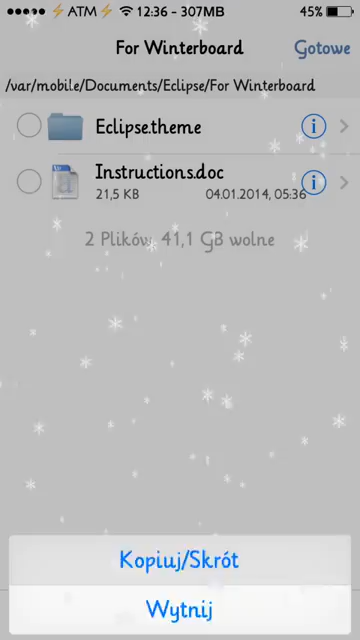 ATM 12:36 - 307MB 45%
For Winterboard Gotowe
/var/mobile/Documents/Eclipse/For Winterboard
Eclipse.theme
Instructions.doc
21,5 KB 04.01.2014, 05:36
2 Plików, 41,1 GB wolne
Kopiuj/Skrót
Wytnij